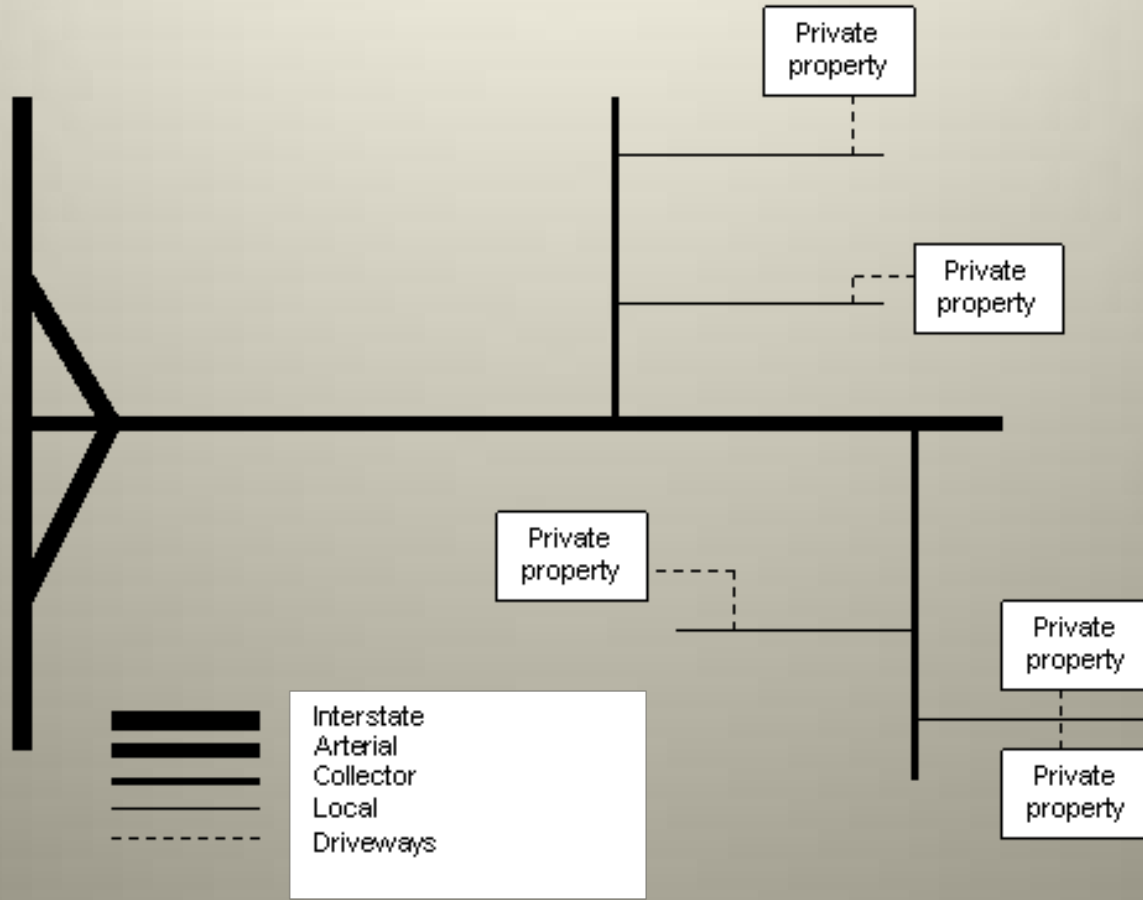 Private
property
Private
property
Private
property
Private
property
Private
property
Interstate
Arterial
Collector
Local
Driveways